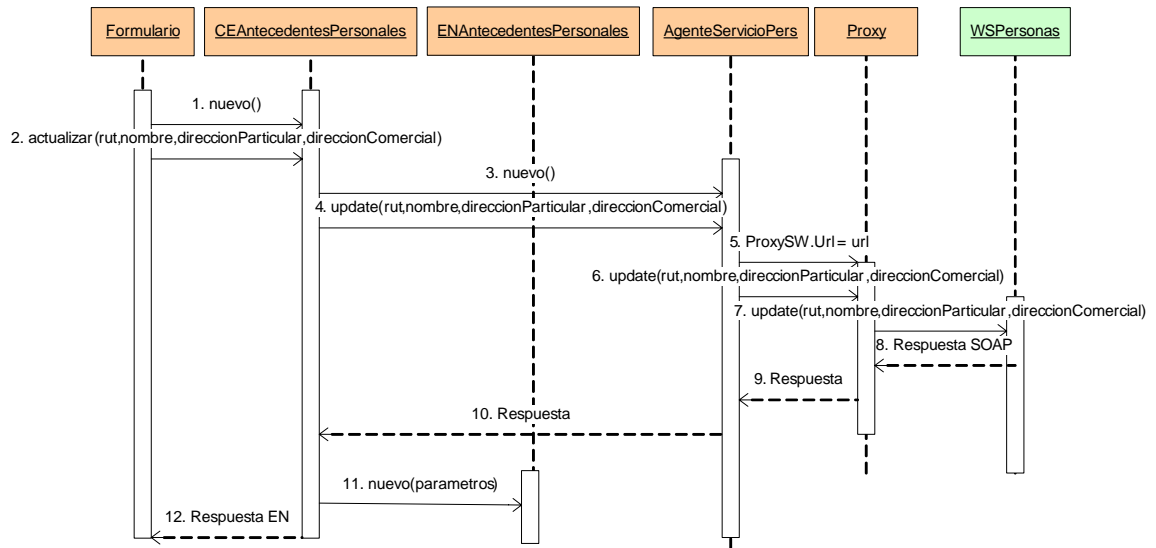 Formulario
CEAntecedentesPersonales
ENAntecedentesPersonales
AgenteServicioPers
Proxy
WSPersonas
1. nuevo()
2. actualizar(rut,nombre,direccionParticular,direccionComercial)
3. nuevo()
4. update(rut,nombre,direccionParticular,direccionComercial)
5. ProxySW.Url = url
6. update(rut,nombre,direccionParticular,direccionComercial)
7. update(rut,nombre,direccionParticular,direccionComercial)
8. Respuesta SOAP
9. Respuesta
10. Respuesta
11. nuevo(parametros)
12. Respuesta EN